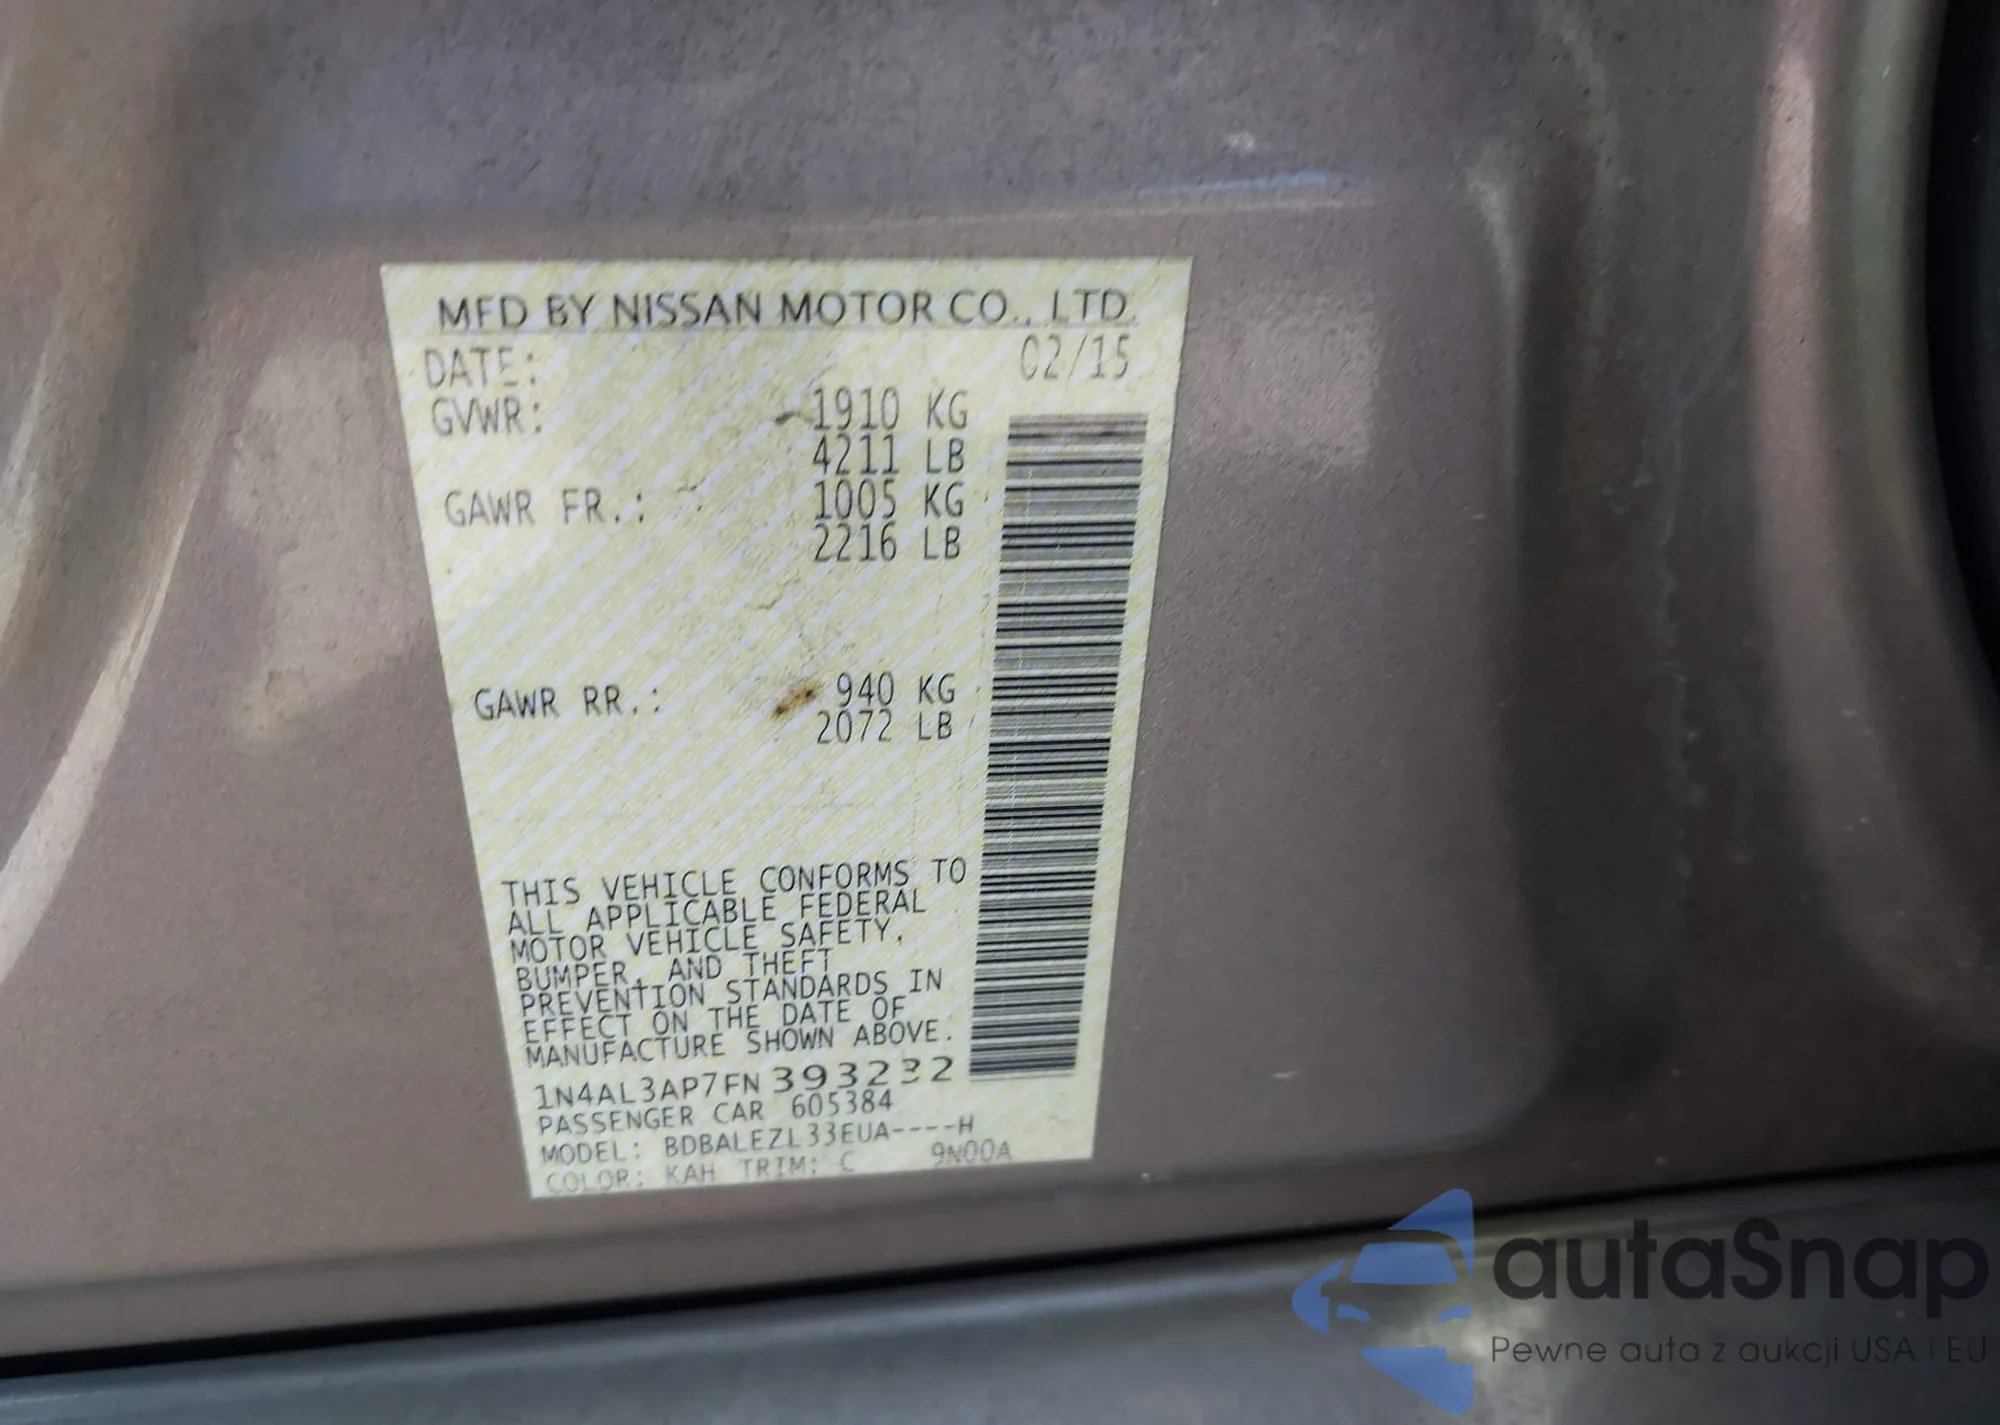 MFD BY NISSAN MOTOR CO., LTD.
DATE: 02/15
GVWR: 1910 KG
4211 LB
GAWR FR.: 1005 KG
2216 LB
GAWR RR.: 940 KG
2072 LB
THIS VEHICLE CONFORMS TO
ALL APPLICABLE FEDERAL
MOTOR VEHICLE SAFETY,
BUMPER, AND THEFT
PREVENTION STANDARDS IN
EFFECT ON THE DATE OF
MANUFACTURE SHOWN ABOVE.
1N4AL3AP7FN393232
PASSENGER CAR 605384
MODEL: BDBALEZL33EUA----H
COLOR: KAH TRIM: C 9N00A
autaSnap
Pewne auta z aukcji USA i EU